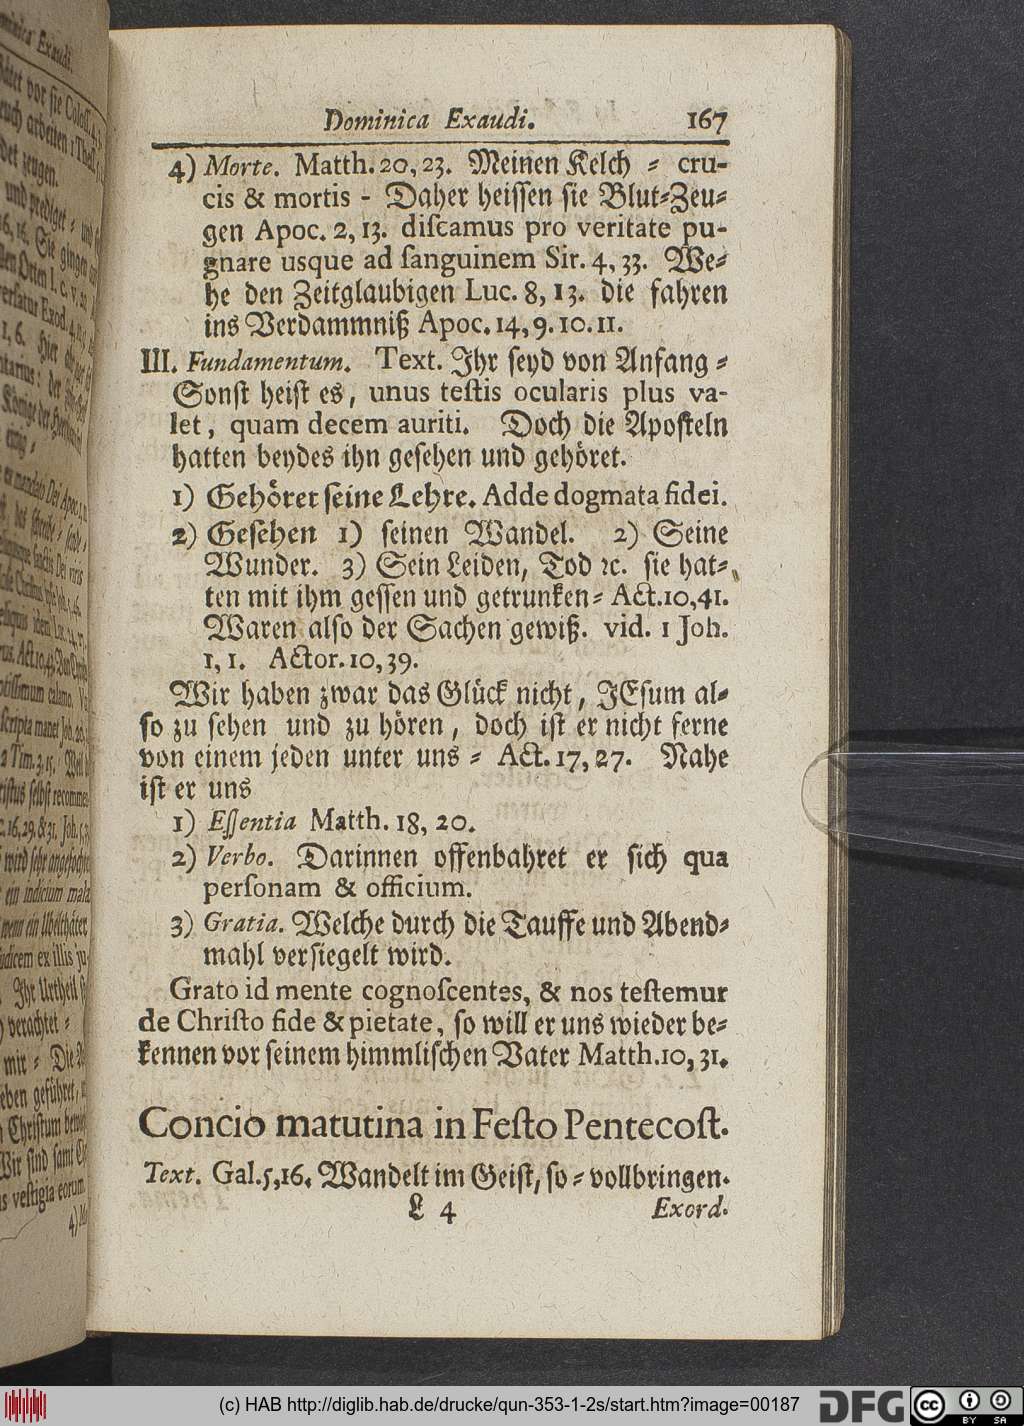 Dominica Exaudi. 167
4) Morte. Matth. 20, 23. Meinen Kelch ⸗ cru-
cis & mortis - Daher heissen sie Blut⸗Zeu⸗
gen Apoc. 2, 13. discamus pro veritate pu-
gnare usque ad sanguinem Sir. 4, 33. We⸗
he den Zeitglaubigen Luc. 8, 13. die fahren
ins Verdammniß Apoc. 14, 9. 10. 11.
III. Fundamentum. Text. Ihr seyd von Anfang ⸗
Sonst heist es, unus testis ocularis plus va-
let, quam decem auriti. Doch die Aposteln
hatten beydes ihn gesehen und gehöret.
1) Gehöret seine Lehre. Adde dogmata fidei.
2) Gesehen 1) seinen Wandel. 2) Seine
Wunder. 3) Sein Leiden, Tod ꝛc. sie hat⸗
ten mit ihm gessen und getrunken ⸗ Act. 10, 41.
Waren also der Sachen gewiß. vid. 1 Joh.
1, 1. Actor. 10, 39.
Wir haben zwar das Glück nicht, JEsum al⸗
so zu sehen und zu hören, doch ist er nicht ferne
von einem jeden unter uns ⸗ Act. 17, 27. Nahe
ist er uns
1) Essentia Matth. 18, 20.
2) Verbo. Darinnen offenbahret er sich qua
personam & officium.
3) Gratia. Welche durch die Tauffe und Abend⸗
mahl versiegelt wird.
Grato id mente cognoscentes, & nos testemur
de Christo fide & pietate, so will er uns wieder be⸗
kennen vor seinem himmlischen Vater Matth. 10, 31.
Concio matutina in Festo Pentecost.
Text. Gal. 5, 16. Wandelt im Geist, so ⸗ vollbringen.
L 4 Exord.
(c) HAB http://diglib.hab.de/drucke/qun-353-1-2s/start.htm?image=00187
DFG cc BY SA